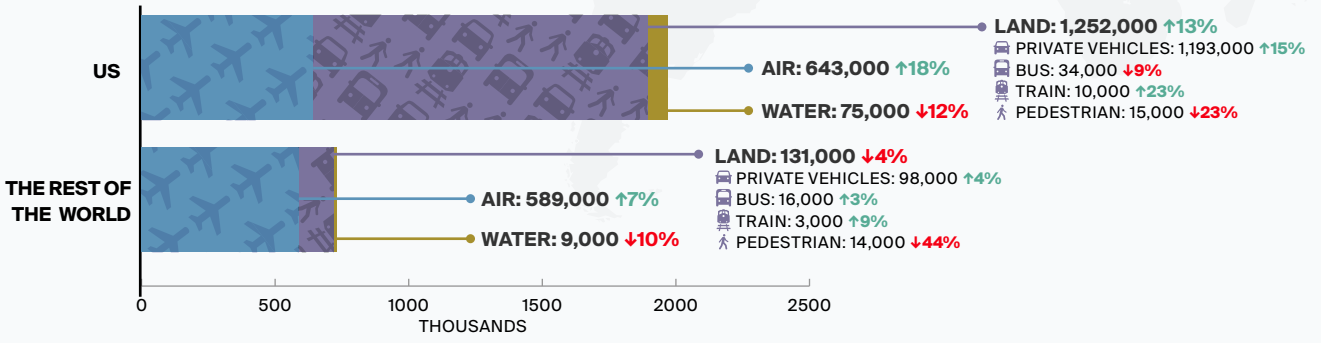 US
LAND: 1,252,000 ↑13%
PRIVATE VEHICLES: 1,193,000 ↑15%
BUS: 34,000 ↓9%
TRAIN: 10,000 ↑23%
PEDESTRIAN: 15,000 ↓23%
AIR: 643,000 ↑18%
WATER: 75,000 ↓12%
THE REST OF
THE WORLD
LAND: 131,000 ↓4%
PRIVATE VEHICLES: 98,000 ↑4%
BUS: 16,000 ↑3%
TRAIN: 3,000 ↑9%
PEDESTRIAN: 14,000 ↓44%
AIR: 589,000 ↑7%
WATER: 9,000 ↓10%
0 500 1000 1500 2000 2500
THOUSANDS